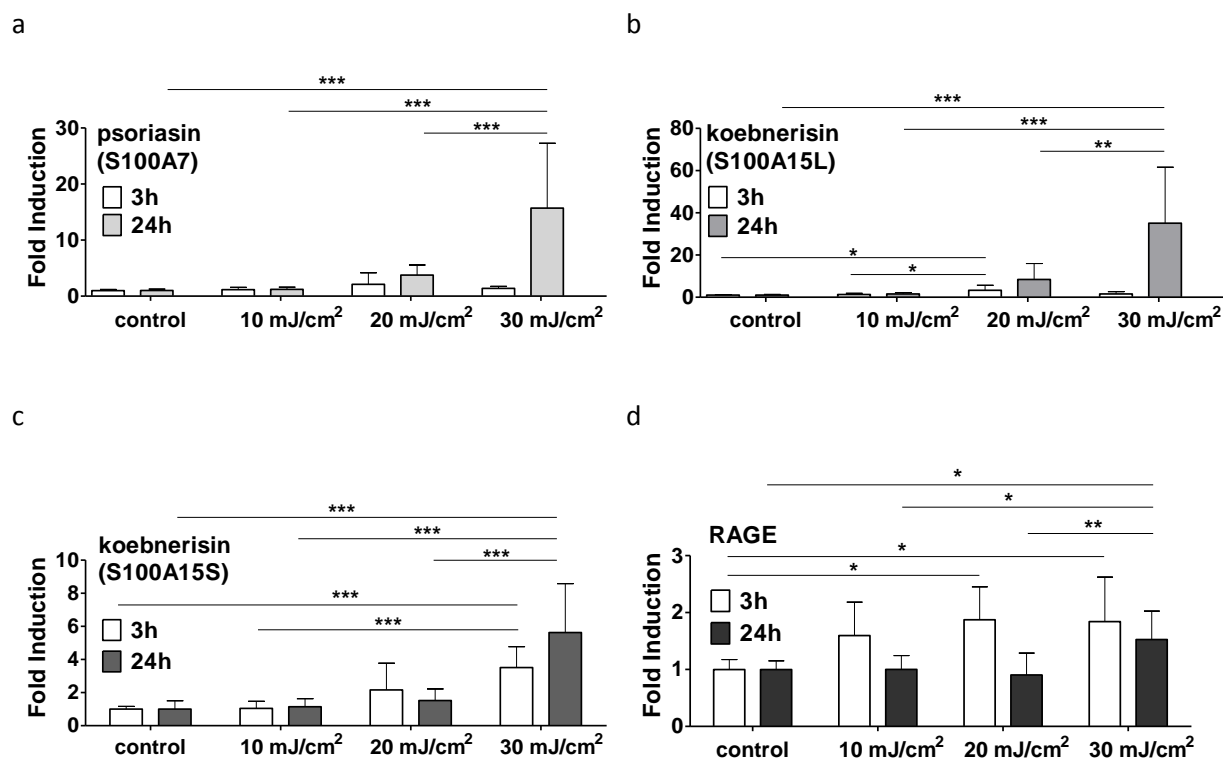 a
***
***
***
psoriasin
(S100A7)
3h
24h
Fold Induction
30
20
10
0
control
10 mJ/cm²
20 mJ/cm²
30 mJ/cm²
b
***
***
**
*
*
koebnerisin
(S100A15L)
3h
24h
Fold Induction
80
60
40
20
0
control
10 mJ/cm²
20 mJ/cm²
30 mJ/cm²
c
***
***
***
***
***
koebnerisin
(S100A15S)
3h
24h
Fold Induction
10
8
6
4
2
0
control
10 mJ/cm²
20 mJ/cm²
30 mJ/cm²
d
*
*
**
*
*
RAGE
3h
24h
Fold Induction
3
2
1
0
control
10 mJ/cm²
20 mJ/cm²
30 mJ/cm²